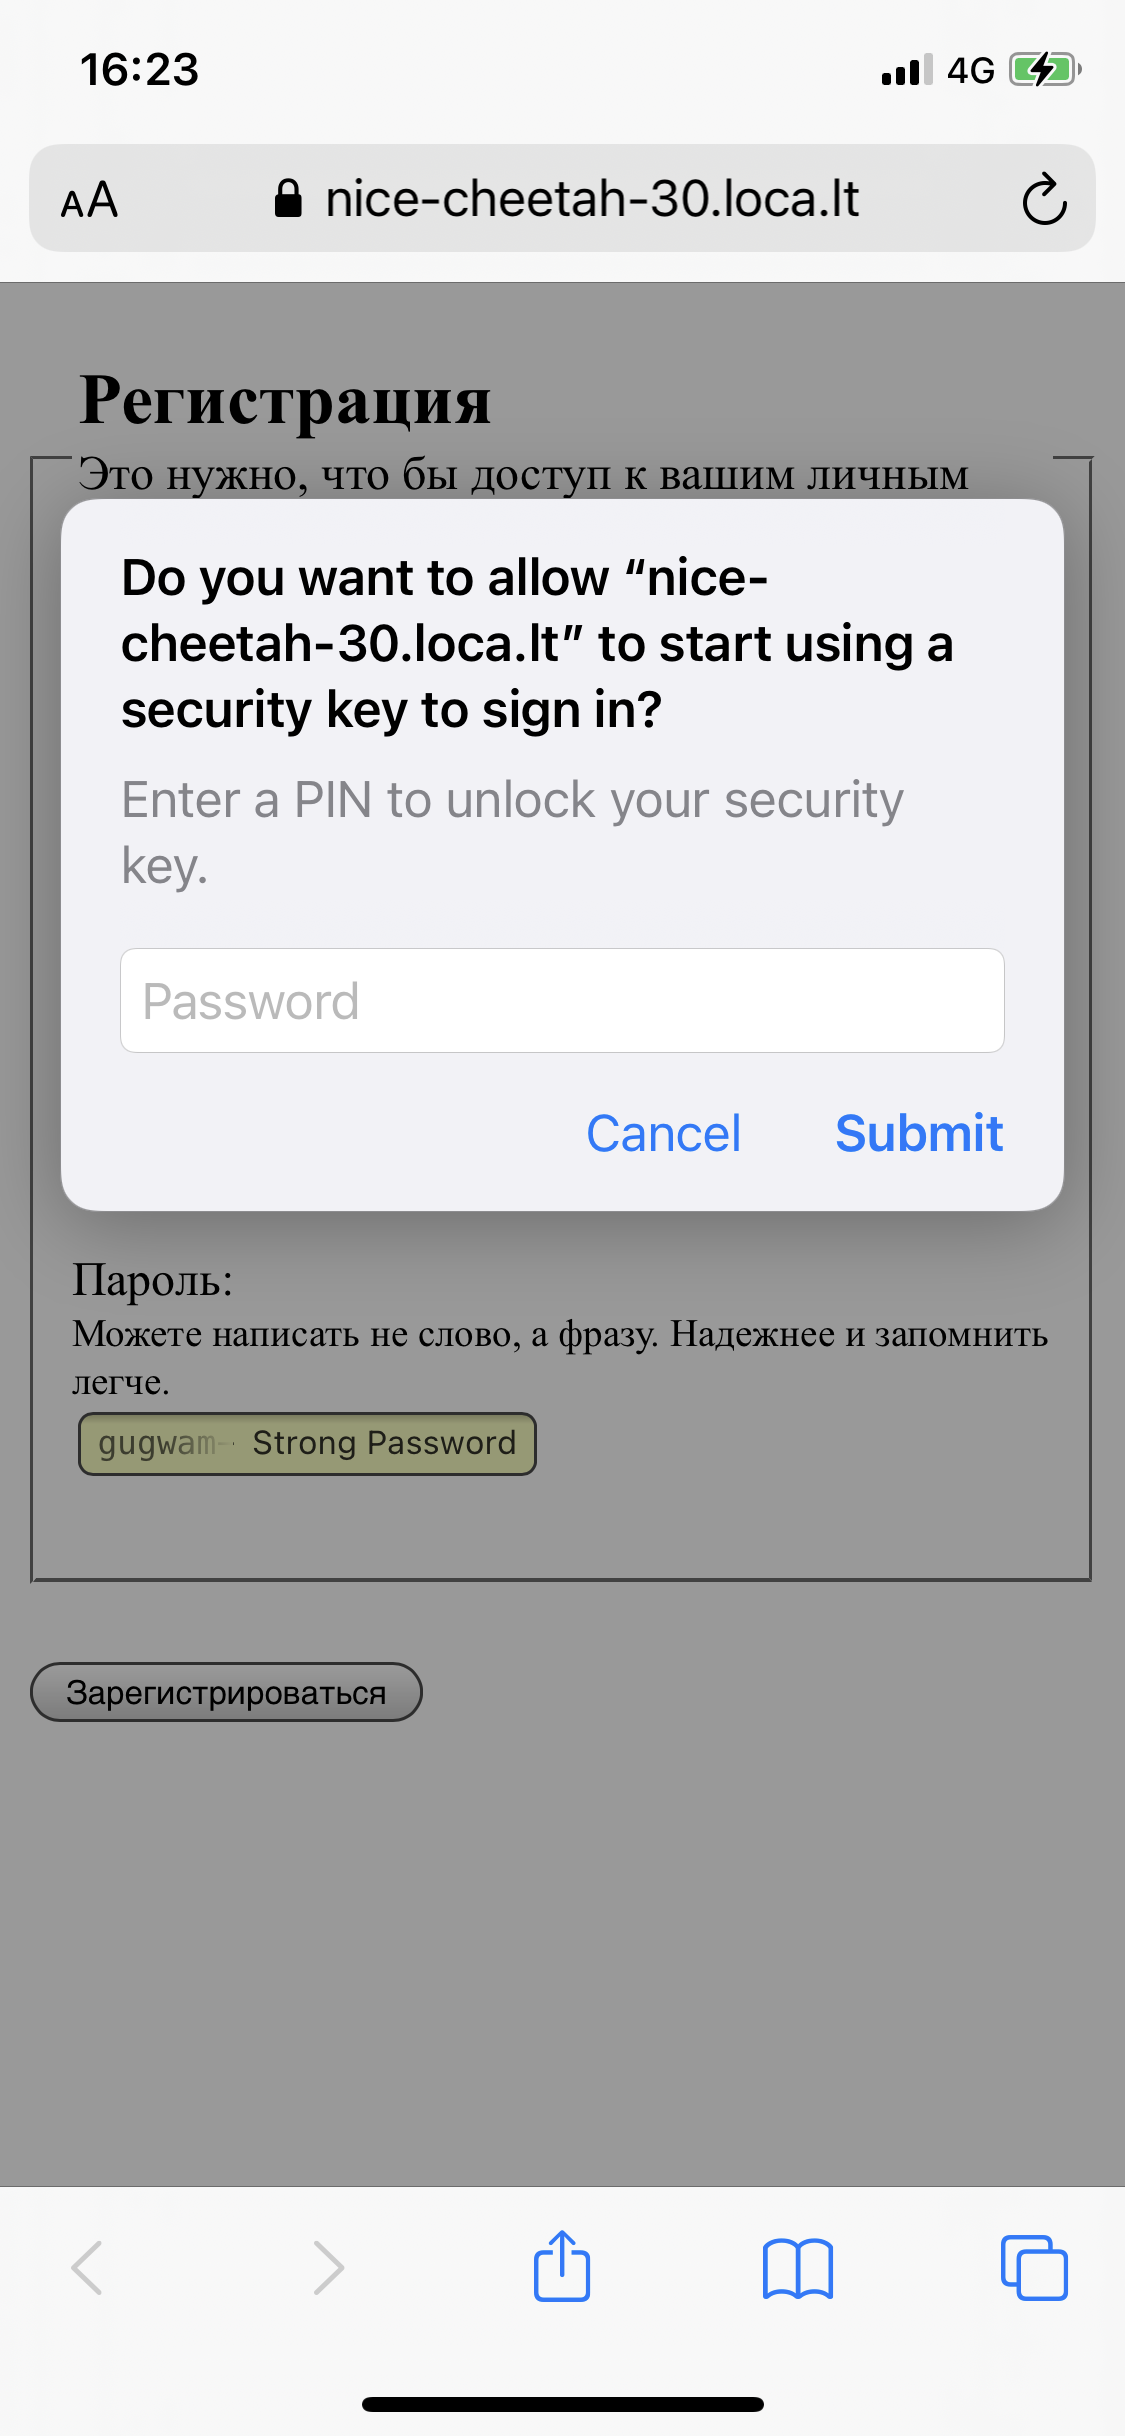 16:23
4G
AA nice-cheetah-30.loca.lt
Регистрация
Это нужно, что бы доступ к вашим личным
Do you want to allow “nice-
cheetah-30.loca.lt” to start using a
security key to sign in?
Enter a PIN to unlock your security
key.
Password
Cancel Submit
Пароль:
Можете написать не слово, а фразу. Надежнее и запомнить
легче.
gugwam- Strong Password
Зарегистрироваться